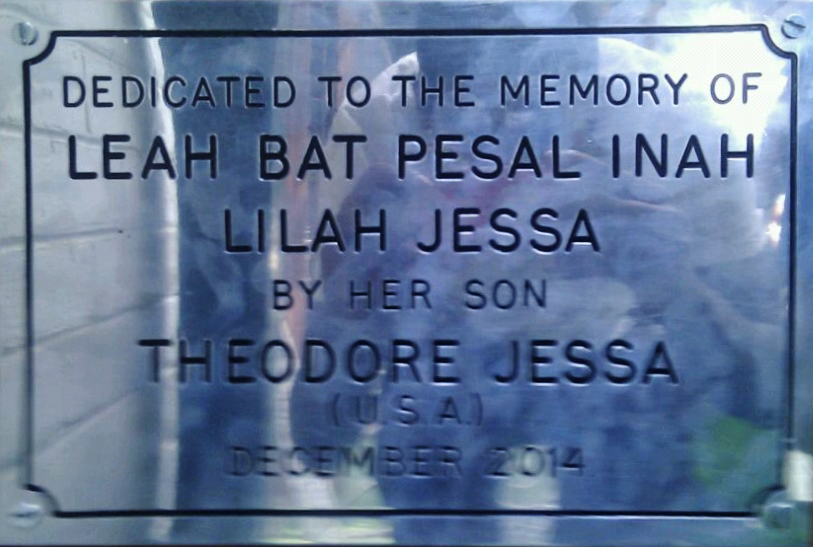 DEDICATED TO THE MEMORY OF
LEAH BAT PESAL INAH
LILAH JESSA
BY HER SON
THEODORE JESSA
(U.S.A.)
DECEMBER 2014